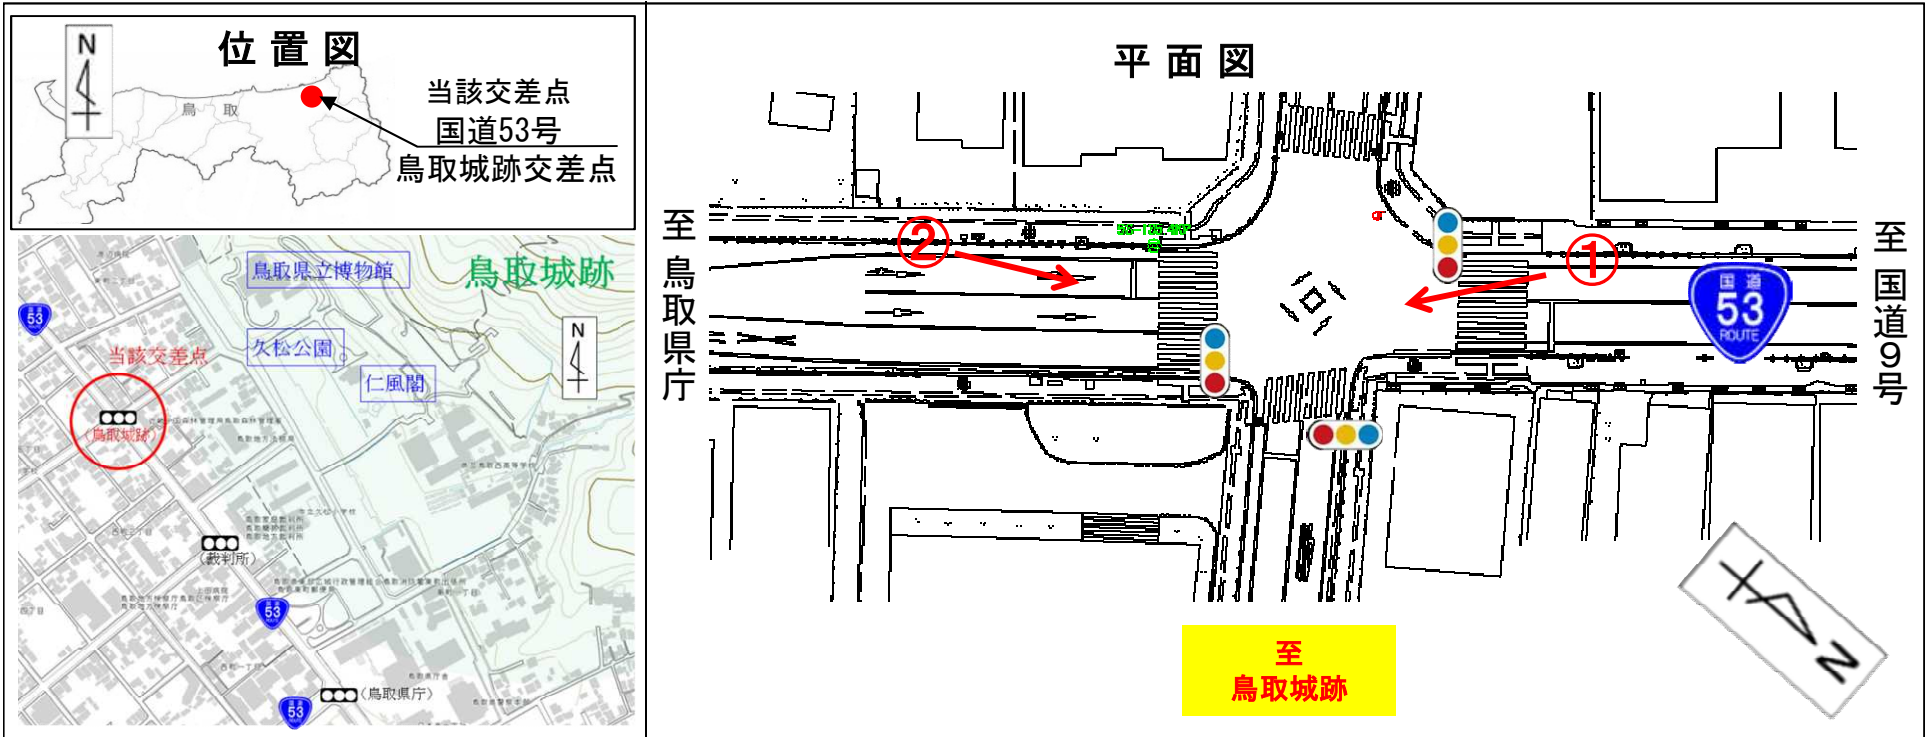 位置図
N
鳥取
当該交差点
国道53号
鳥取城跡交差点
鳥取県立博物館
鳥取城跡
国道
53
久松公園
N
当該交差点
仁風閣
(鳥取城跡)
(裁判所)
53
(鳥取県庁)
53
平面図
至 鳥取県庁
②
①
国道
53
ROUTE
至 国道9号
至
鳥取城跡
N